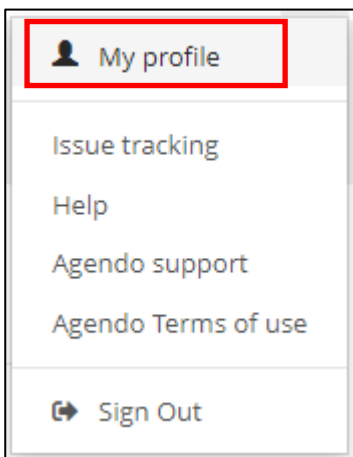 My profile
Issue tracking
Help
Agendo support
Agendo Terms of use
Sign Out